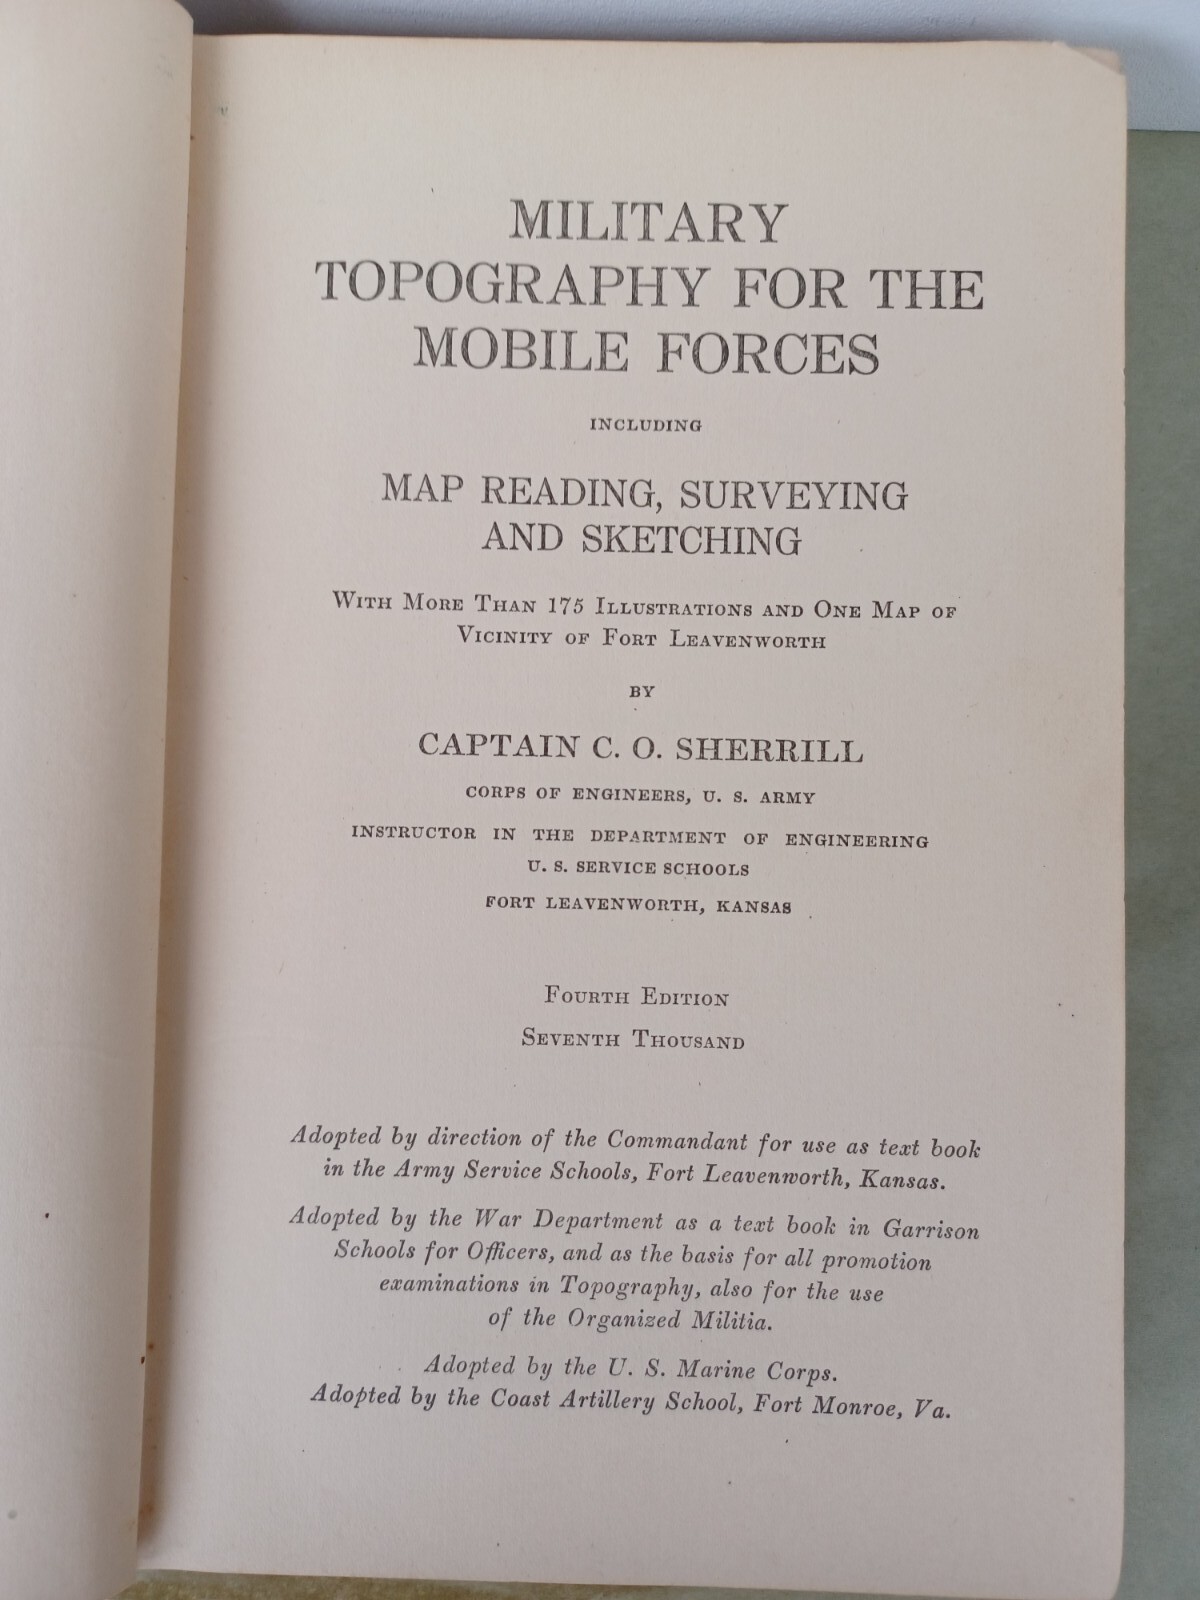 MILITARY
TOPOGRAPHY FOR THE
MOBILE FORCES
INCLUDING
MAP READING, SURVEYING
AND SKETCHING
WITH MORE THAN 175 ILLUSTRATIONS AND ONE MAP OF
VICINITY OF FORT LEAVENWORTH
BY
CAPTAIN C. O. SHERRILL
CORPS OF ENGINEERS, U. S. ARMY
INSTRUCTOR IN THE DEPARTMENT OF ENGINEERING
U. S. SERVICE SCHOOLS
FORT LEAVENWORTH, KANSAS
FOURTH EDITION
SEVENTH THOUSAND
Adopted by direction of the Commandant for use as text book
in the Army Service Schools, Fort Leavenworth, Kansas.
Adopted by the War Department as a text book in Garrison
Schools for Officers, and as the basis for all promotion
examinations in Topography, also for the use
of the Organized Militia.
Adopted by the U. S. Marine Corps.
Adopted by the Coast Artillery School, Fort Monroe, Va.